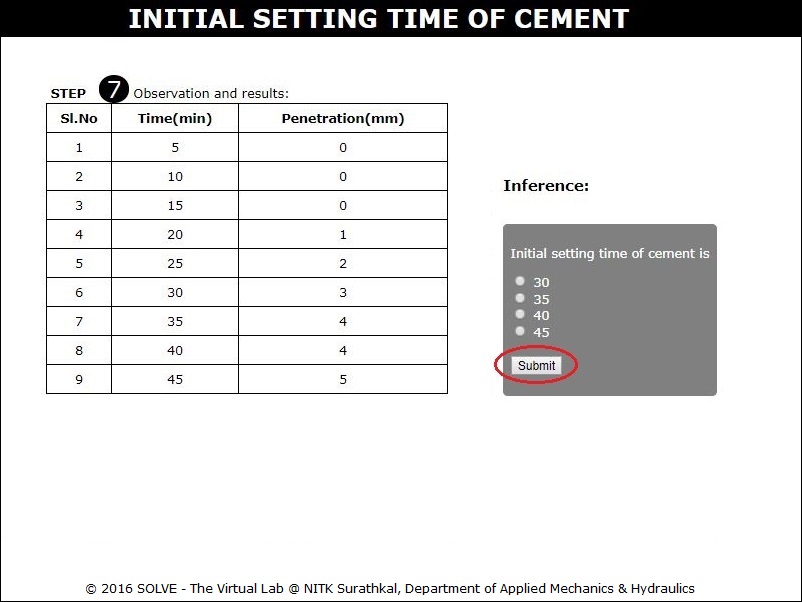 INITIAL SETTING TIME OF CEMENT
STEP 7 Observation and results:
Sl.No Time(min) Penetration(mm)
1 5 0
2 10 0
3 15 0
4 20 1
5 25 2
6 30 3
7 35 4
8 40 4
9 45 5
Inference:
Initial setting time of cement is
30
35
40
45
Submit
© 2016 SOLVE - The Virtual Lab @ NITK Surathkal, Department of Applied Mechanics & Hydraulics